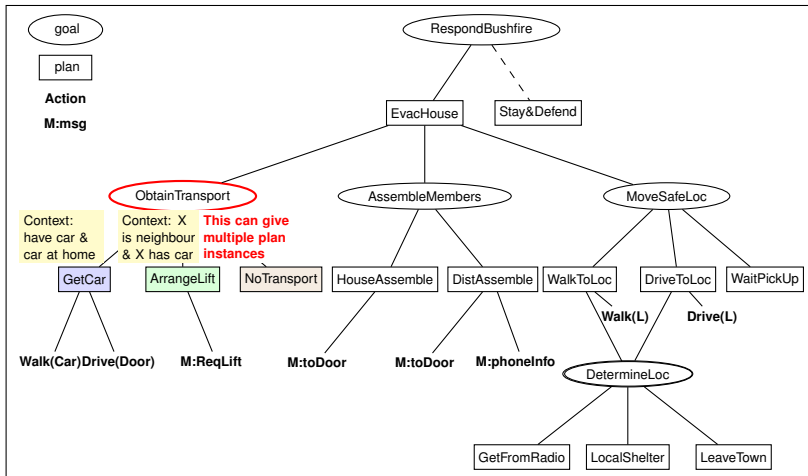 goal
RespondBushfire
plan
Action
M:msg
EvacHouse
Stay&Defend
ObtainTransport
AssembleMembers
MoveSafeLoc
Context:
have car &
car at home
Context: X
is neighbour
& X has car
This can give
multiple plan
instances
GetCar
ArrangeLift
NoTransport
HouseAssemble
DistAssemble
WalkToLoc
DriveToLoc
WaitPickUp
Walk(L)
Drive(L)
Walk(Car)
Drive(Door)
M:ReqLift
M:toDoor
M:toDoor
M:phoneInfo
DetermineLoc
GetFromRadio
LocalShelter
LeaveTown